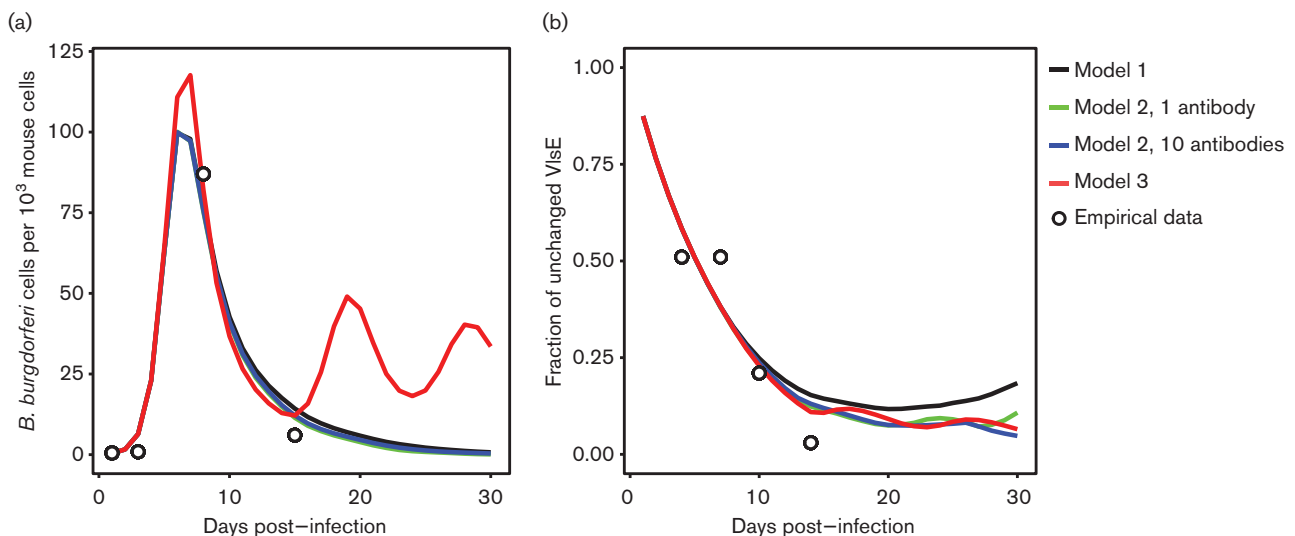 (a)
(b)
125
100
75
50
25
0
B. burgdorferi cells per 10³ mouse cells
0
10
20
30
Days post–infection
1.00
0.75
0.50
0.25
0.00
Fraction of unchanged VlsE
0
10
20
30
Days post–infection
Model 1
Model 2, 1 antibody
Model 2, 10 antibodies
Model 3
Empirical data